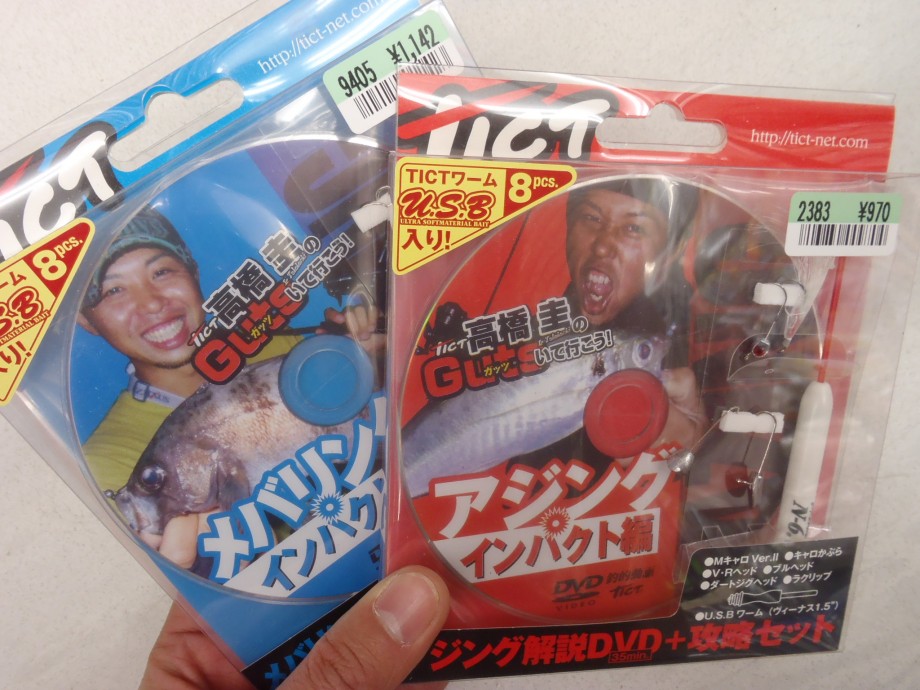 http://tict-net.com
9405 ¥1,142
TICT
ーム
8pcs.
U.S.B
入り!
TICT高橋 圭の
Guts
ガッツ
いて行こう!
メバリン
インパク
TICT
http://tict-net.com
2383 ¥970
TICTワーム
8pcs.
U.S.B
ULTRA SOFTMATERIAL BAIT
入り!
TICT高橋 圭の
Guts
ガッツ
いて行こう!
アジング
インパクト編
DVD
VIDEO
TICT
●Mキャロ Ver.II ●キャロかぶら
●V・Rヘッド ●ブルヘッド
●ダートジグヘッド ●ラクリップ
●U.S.B ワーム(ヴィーナス1.5")
ジング解説DVD+攻略セット
35min.